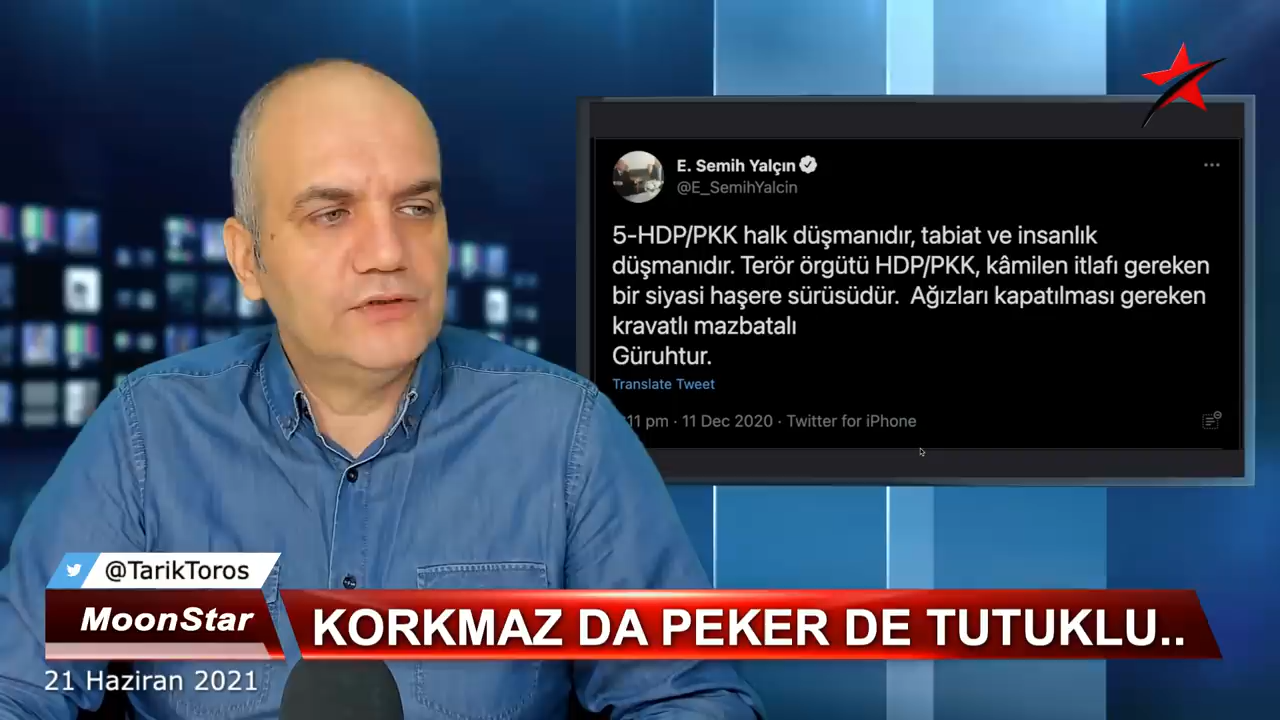 E. Semih Yalçın
@E_SemihYalcin
5-HDP/PKK halk düşmanıdır, tabiat ve insanlık
düşmanıdır. Terör örgütü HDP/PKK, kâmilen itlafı gereken
bir siyasi haşere sürüsüdür.  Ağızları kapatılması gereken
kravatlı mazbatalı
Güruhtur.
Translate Tweet
11 pm · 11 Dec 2020 · Twitter for iPhone
@TarikToros
MoonStar
KORKMAZ DA PEKER DE TUTUKLU..
21 Haziran 2021